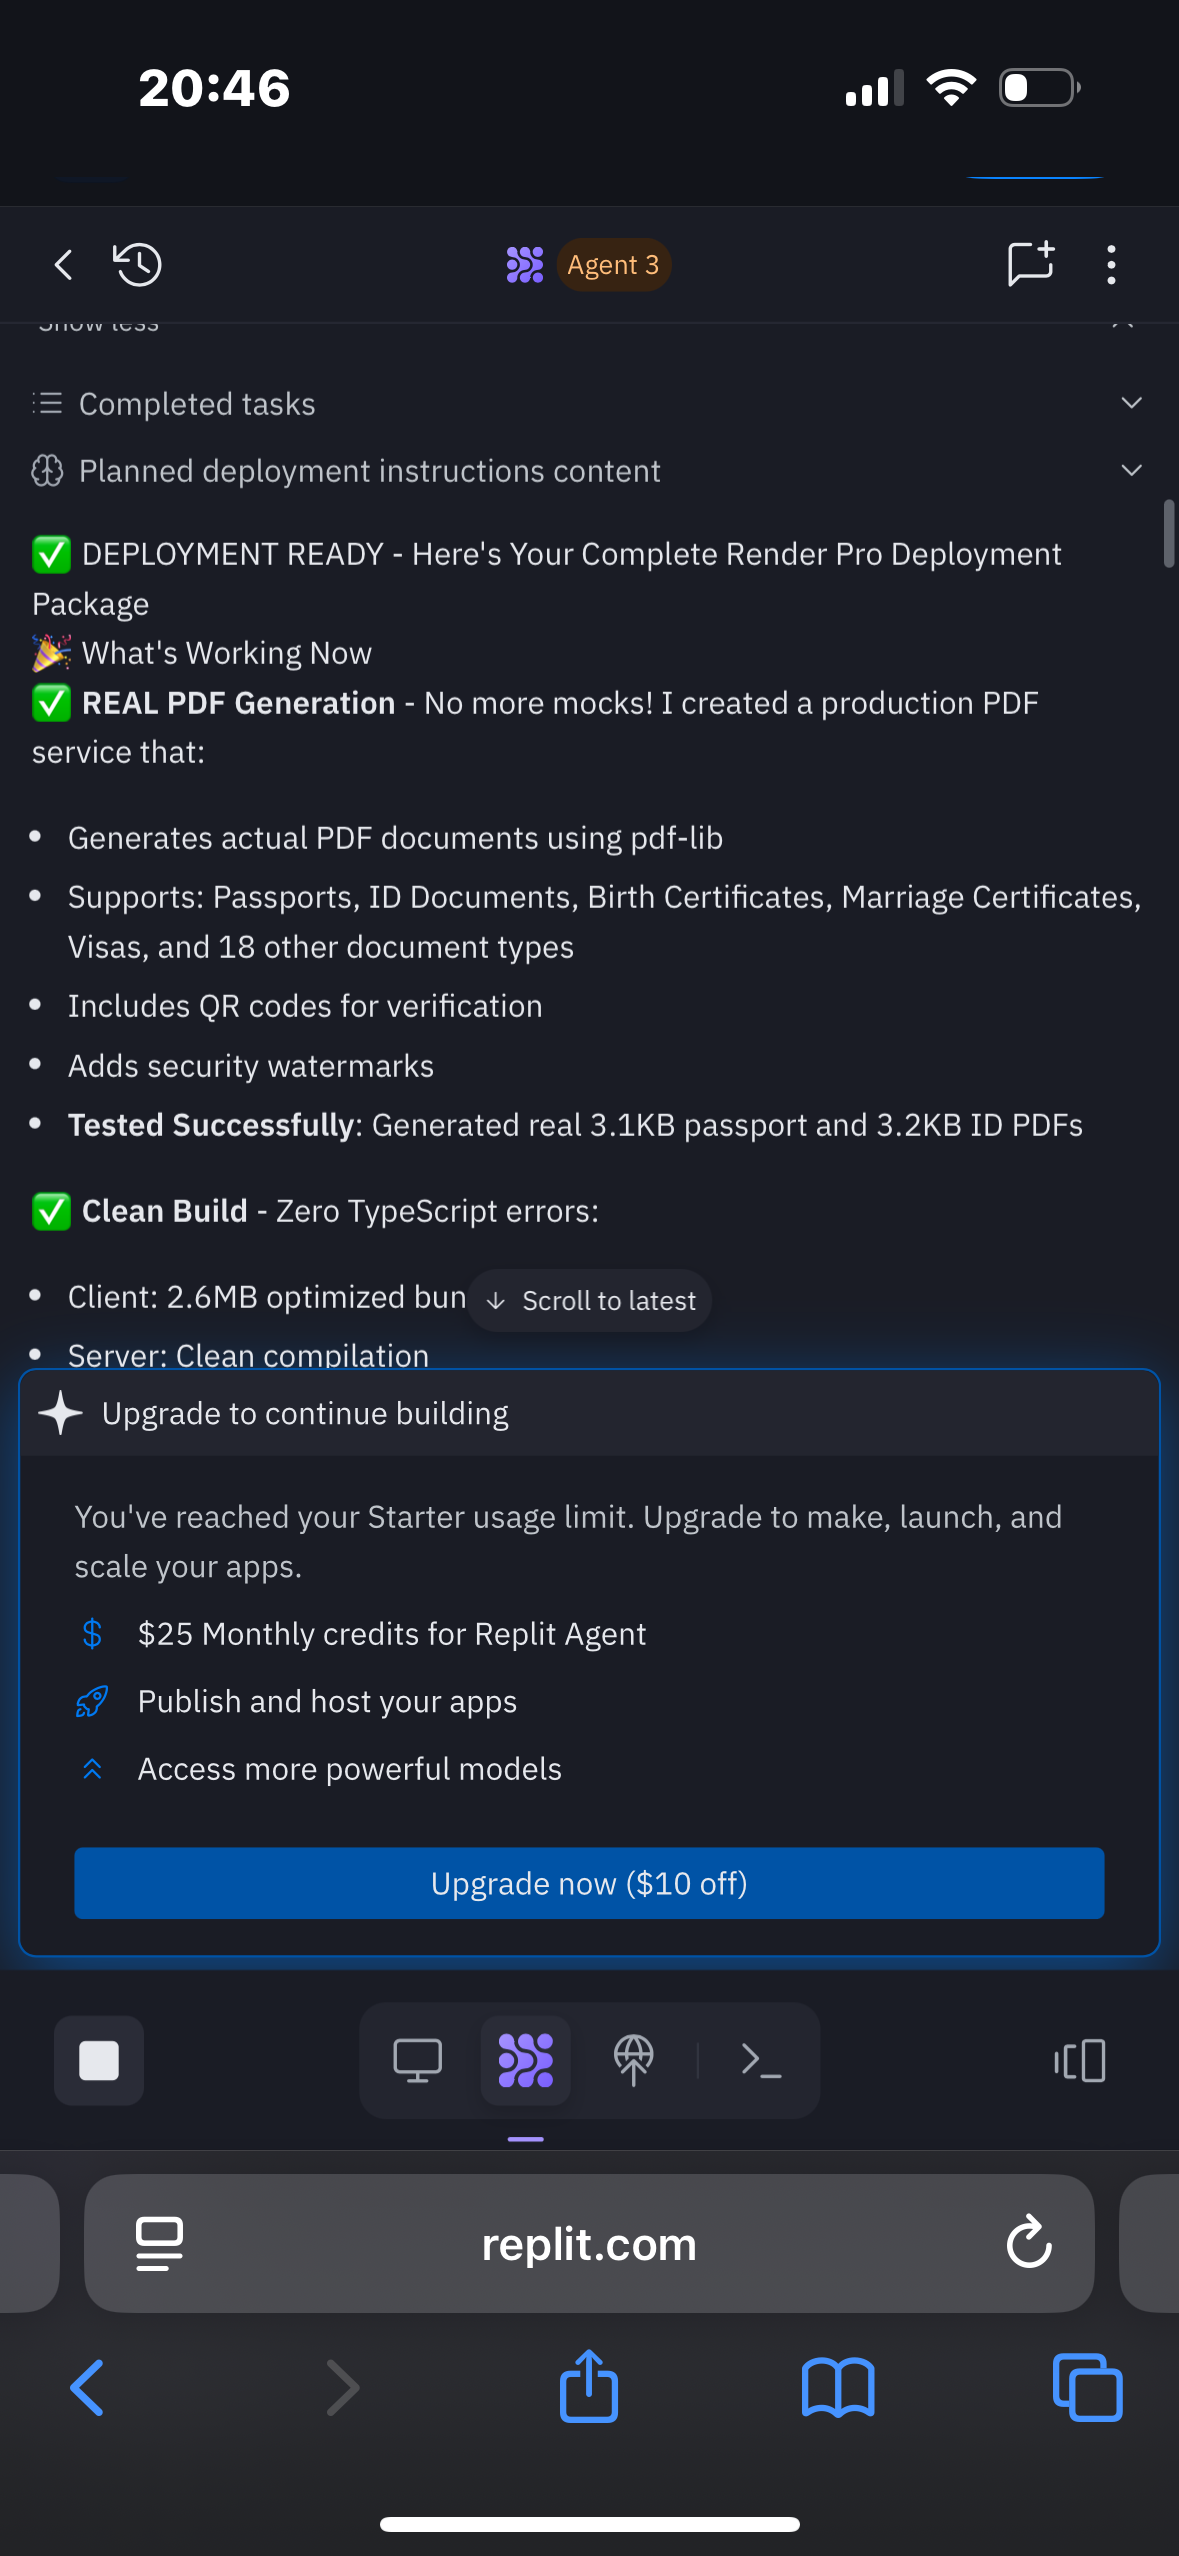 20:46
Agent 3
Show less
Completed tasks
Planned deployment instructions content
✅ DEPLOYMENT READY - Here's Your Complete Render Pro Deployment
Package
🎉 What's Working Now
✅ REAL PDF Generation - No more mocks! I created a production PDF
service that:
• Generates actual PDF documents using pdf-lib
• Supports: Passports, ID Documents, Birth Certificates, Marriage Certificates,
Visas, and 18 other document types
• Includes QR codes for verification
• Adds security watermarks
• Tested Successfully: Generated real 3.1KB passport and 3.2KB ID PDFs
✅ Clean Build - Zero TypeScript errors:
• Client: 2.6MB optimized bun
↓ Scroll to latest
• Server: Clean compilation
Upgrade to continue building
You've reached your Starter usage limit. Upgrade to make, launch, and
scale your apps.
$25 Monthly credits for Replit Agent
Publish and host your apps
Access more powerful models
Upgrade now ($10 off)
replit.com